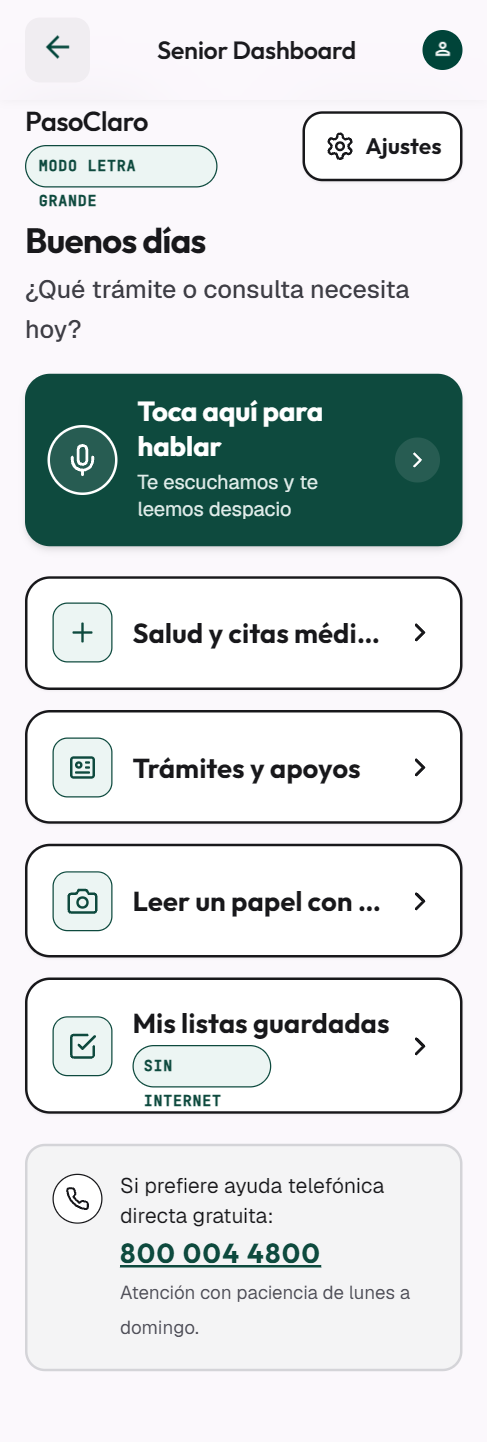 Senior Dashboard
PasoClaro
MODO LETRA
GRANDE
Ajustes
Buenos días
¿Qué trámite o consulta necesita
hoy?
Toca aquí para
hablar
Te escuchamos y te
leemos despacio
Salud y citas médi...
Trámites y apoyos
Leer un papel con ...
Mis listas guardadas
SIN
INTERNET
Si prefiere ayuda telefónica
directa gratuita:
800 004 4800
Atención con paciencia de lunes a
domingo.